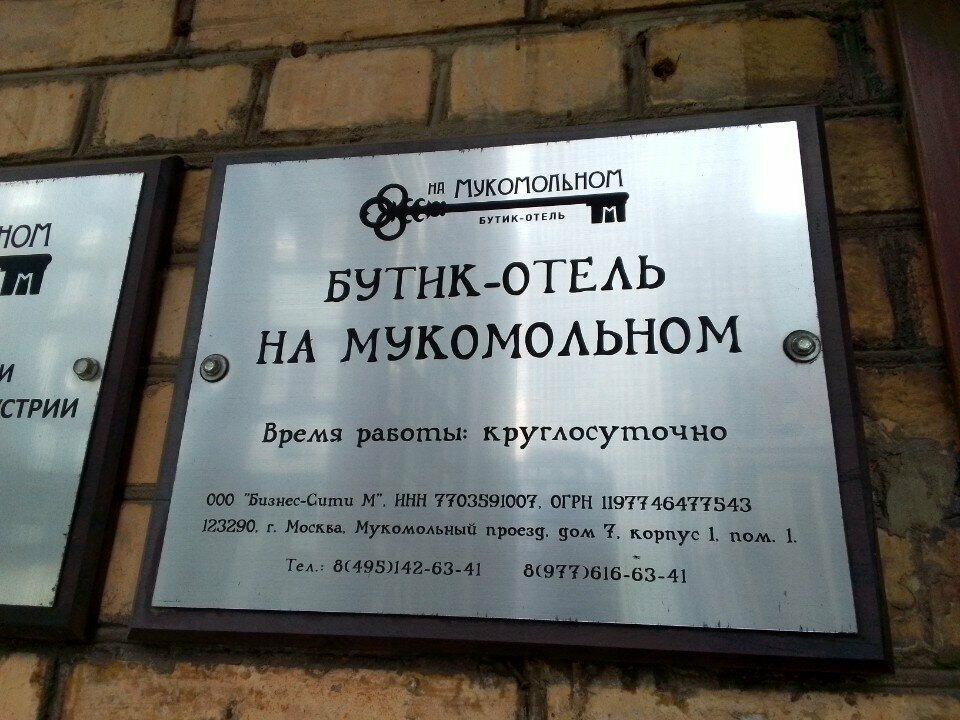 НОМ
М
И
СТРИИ
НА МУКОМОЛЬНОМ
БУТИК-ОТЕЛЬ
М
БУТИК-ОТЕЛЬ
НА МУКОМОЛЬНОМ
Время работы: круглосуточно
ООО "Бизнес-Сити М", ИНН 7703591007, ОГРН 1197746477543
123290, г. Москва, Мукомольный проезд, дом 7, корпус 1, пом. 1.
Тел.: 8(495)142-63-41 8(977)616-63-41